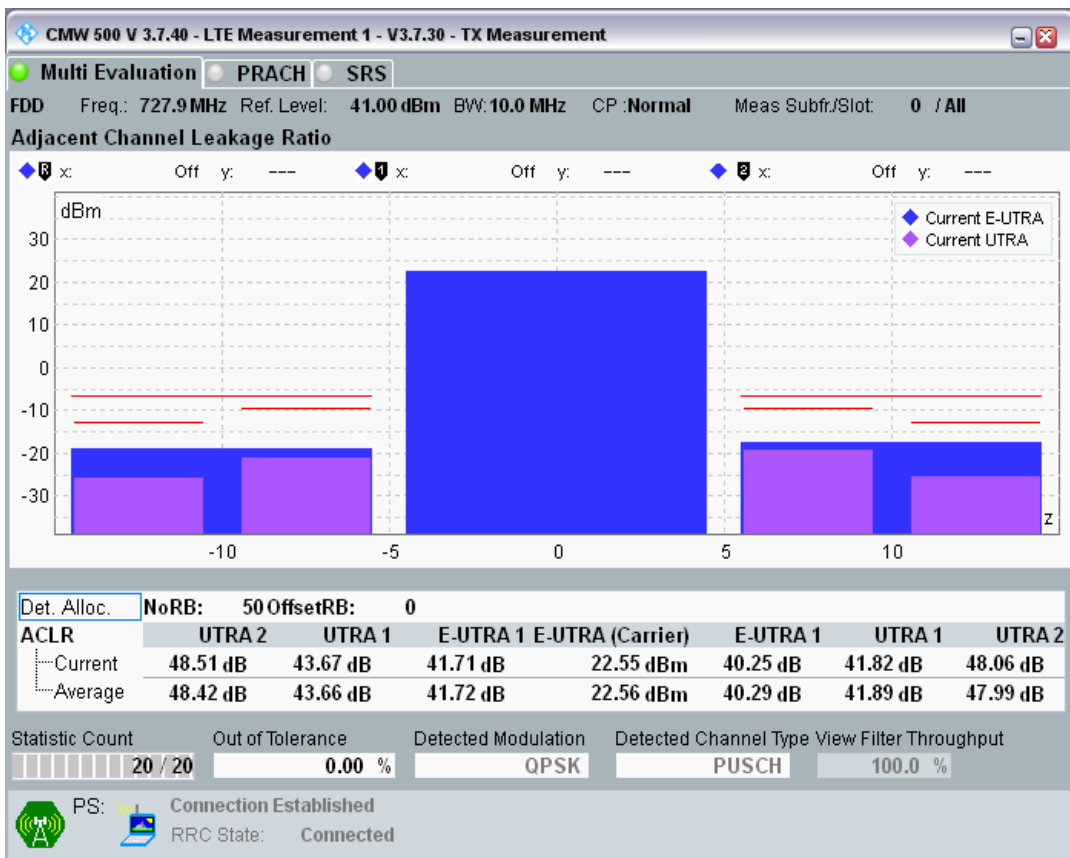 CMW 500 V 3.7.40 - LTE Measurement 1 - V3.7.30 - TX Measurement
Multi Evaluation PRACH SRS
FDD Freq.: 727.9 MHz Ref. Level: 41.00 dBm BW: 10.0 MHz CP :Normal Meas Subfr./Slot: 0 / All
Adjacent Channel Leakage Ratio
R x: Off y: --- 1 x: Off y: --- 2 x: Off y: ---
dBm
Current E-UTRA
Current UTRA
30
20
10
0
-10
-20
-30
z
-10 -5 0 5 10
Det. Alloc. NoRB: 50 OffsetRB: 0
ACLR UTRA 2 UTRA 1 E-UTRA 1 E-UTRA (Carrier) E-UTRA 1 UTRA 1 UTRA 2
Current 48.51 dB 43.67 dB 41.71 dB 22.55 dBm 40.25 dB 41.82 dB 48.06 dB
Average 48.42 dB 43.66 dB 41.72 dB 22.56 dBm 40.29 dB 41.89 dB 47.99 dB
Statistic Count Out of Tolerance Detected Modulation Detected Channel Type View Filter Throughput
20 / 20 0.00 % QPSK PUSCH 100.0 %
PS: Connection Established
RRC State: Connected